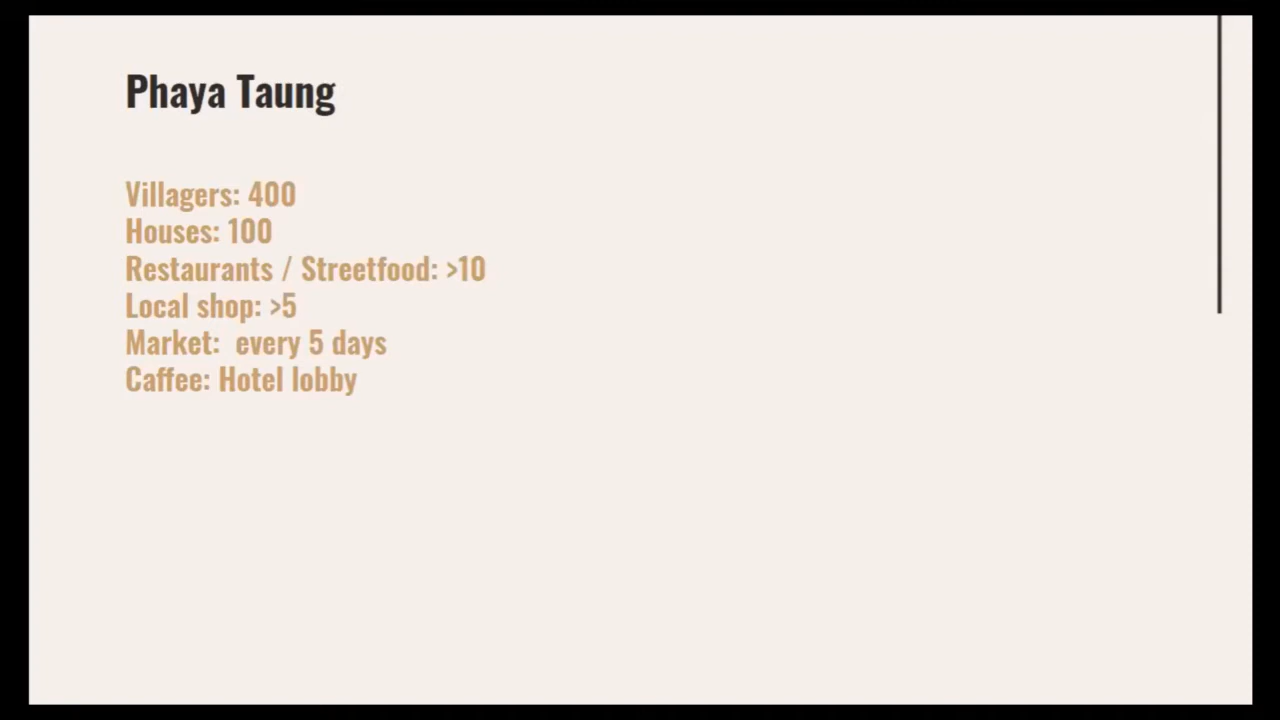 Phaya Taung
Villagers: 400
Houses: 100
Restaurants / Streetfood: >10
Local shop: >5
Market:  every 5 days
Caffee: Hotel lobby